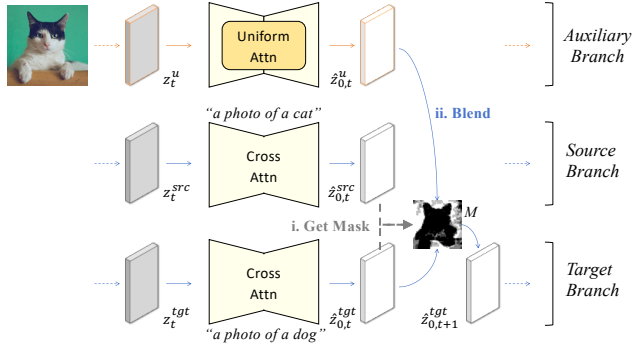 Uniform
Attn
Auxiliary
Branch
z_t^u
ẑ_{0,t}^u
"a photo of a cat"
ii. Blend
Cross
Attn
Source
Branch
z_t^{src}
ẑ_{0,t}^{src}
i. Get Mask
M
Cross
Attn
Target
Branch
z_t^{tgt}
ẑ_{0,t}^{tgt}
ẑ_{0,t+1}^{tgt}
"a photo of a dog"